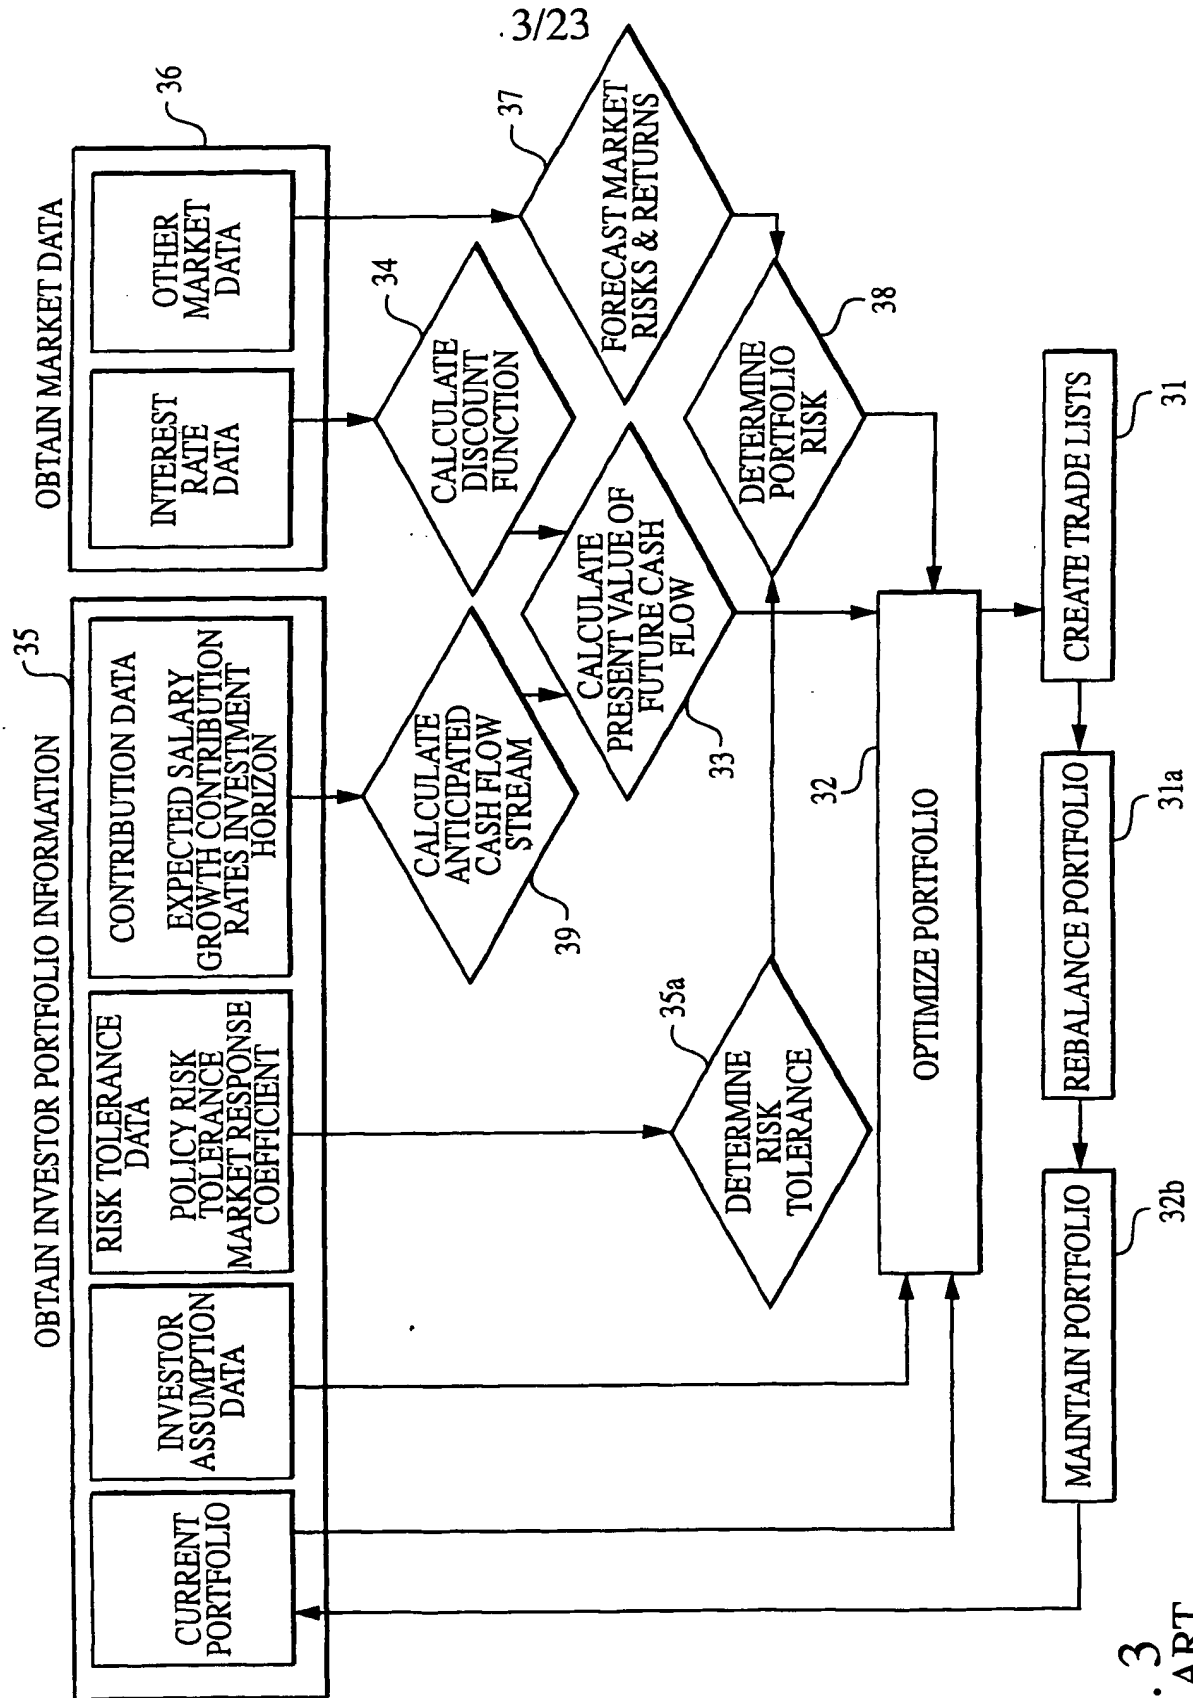 3/23
OBTAIN INVESTOR PORTFOLIO INFORMATION
35
CURRENT
PORTFOLIO
INVESTOR
ASSUMPTION
DATA
RISK TOLERANCE
DATA
POLICY RISK
TOLERANCE
MARKET RESPONSE
COEFFICIENT
CONTRIBUTION DATA
EXPECTED SALARY
GROWTH CONTRIBUTION
RATES INVESTMENT
HORIZON
OBTAIN MARKET DATA
36
INTEREST
RATE
DATA
OTHER
MARKET
DATA
CALCULATE
ANTICIPATED
CASH FLOW
STREAM
39
CALCULATE
DISCOUNT
FUNCTION
34
FORECAST MARKET
RISKS & RETURNS
37
CALCULATE
PRESENT VALUE OF
FUTURE CASH
FLOW
33
DETERMINE
RISK
TOLERANCE
35a
DETERMINE
PORTFOLIO
RISK
38
OPTIMIZE PORTFOLIO
32
MAINTAIN PORTFOLIO
32b
REBALANCE PORTFOLIO
31a
CREATE TRADE LISTS
31
. 3
ART